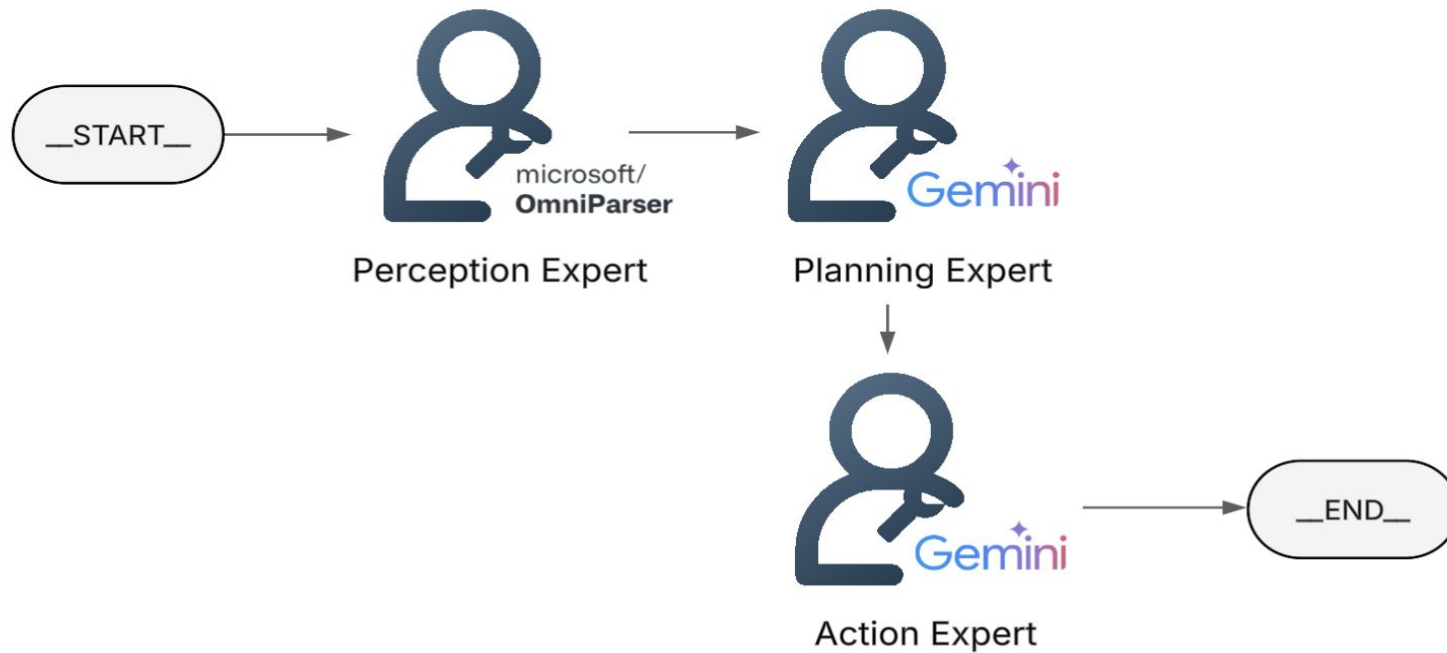 __START__
microsoft/
OmniParser
Gemini
Perception Expert
Planning Expert
Gemini
__END__
Action Expert